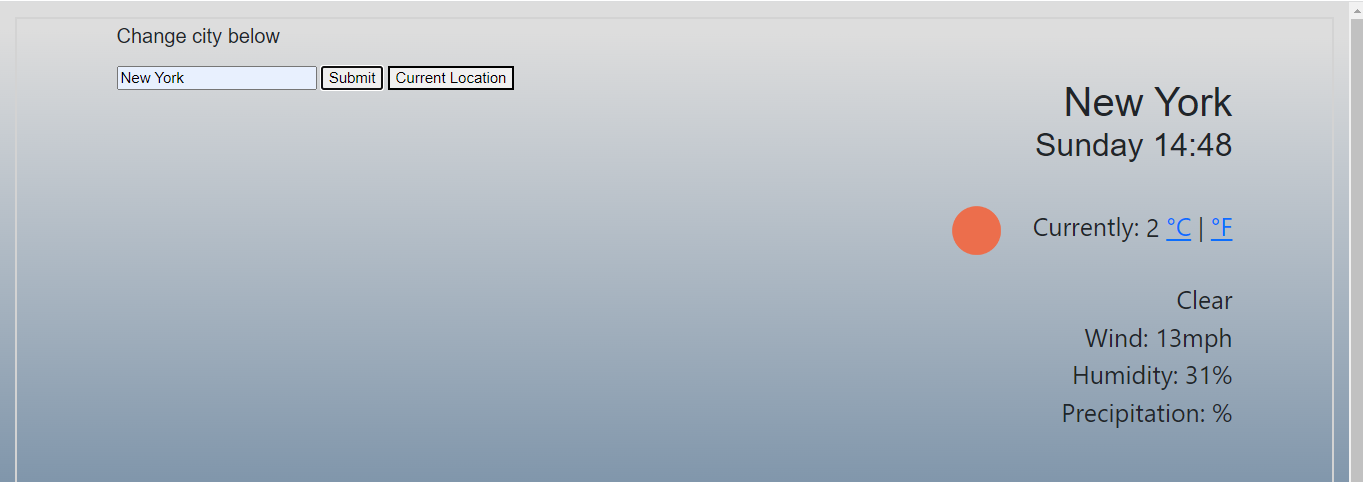 Change city below
New York Submit Current Location
New York
Sunday 14:48
Currently: 2 °C | °F
Clear
Wind: 13mph
Humidity: 31%
Precipitation: %